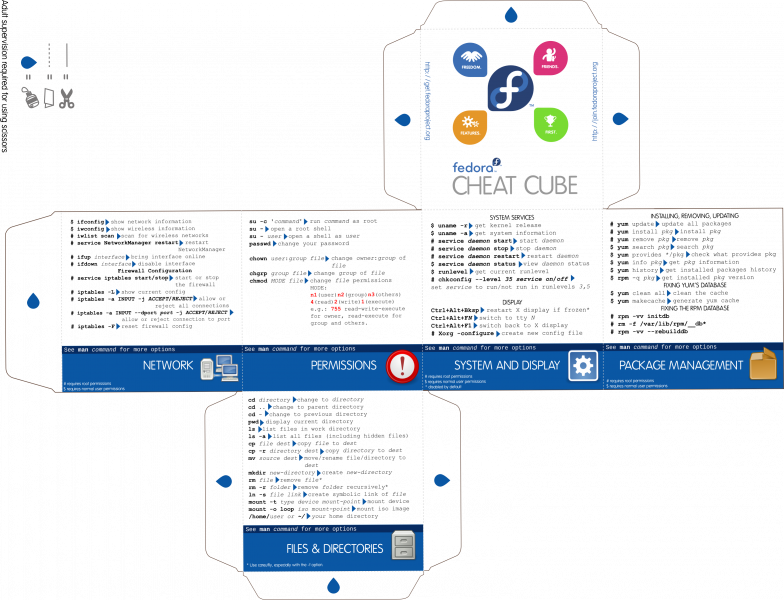 Adult supervision required for using scissors
=
=
=
FREEDOM.
FRIENDS.
FEATURES.
FIRST.
TM
http://get.fedoraproject.org
http://join.fedoraproject.org
fedora
CHEAT CUBE
$ ifconfig show network information
$ iwconfig show wireless information
# iwlist scan scan for wireless networks
# service NetworkManager restart restart
NetworkManager
# ifup interface bring interface online
# ifdown interface disable interface
Firewall Configuration
# service iptables start/stop start or stop
the firewall
# iptables -L show current config
# iptables -a INPUT -j ACCEPT/REJECT allow or
reject all connections
# iptables -a INPUT --dport port -j ACCEPT/REJECT
allow or reject connection to port
# iptables -F reset firewall config
See man command for more options
NETWORK
# requires root permissions
$ requires normal user permissions
su -c 'command' run command as root
su - open a root shell
su - user open a shell as user
passwd change your password
chown user:group file change owner:group of
file
chgrp group file change group of file
chmod MODE file change file permissions
MODE:
n1(user)n2(group)n3(others)
4(read)2(write)1(execute)
e.g.: 755 read-write-execute
for owner, read-execute for
group and others.
See man command for more options
PERMISSIONS
SYSTEM SERVICES
$ uname -r get kernel release
$ uname -a get system information
# service daemon start start daemon
# service daemon stop stop daemon
# service daemon restart restart daemon
# service daemon status view daemon status
$ runlevel get current runlevel
# chkconfig --level 35 service on/off
set service to run/not run in runlevels 3,5
DISPLAY
Ctrl+Alt+Bksp restart X display if frozen*
Ctrl+Alt+FN switch to tty N
Ctrl+Alt+F1 switch back to X display
# Xorg -configure create new config file
See man command for more options
SYSTEM AND DISPLAY
# requires root permissions
$ requires normal user permissions
* disabled by default
INSTALLING, REMOVING, UPDATING
# yum update update all packages
# yum install pkg install pkg
# yum remove pkg remove pkg
$ yum search pkg search pkg
$ yum provides */pkg check what provides pkg
$ yum info pkg get pkg information
$ yum history get installed packages history
$ rpm -q pkg get installed pkg version
FIXING YUM'S DATABASE
# yum clean all clean the cache
$ yum makecache generate yum cache
FIXING THE RPM DATABASE
# rpm -vv initdb
# rm -f /var/lib/rpm/__db*
# rpm -vv --rebuilddb
See man command for more options
PACKAGE MANAGEMENT
# requires root permissions
$ requires normal user permissions
cd directory change to directory
cd .. change to parent directory
cd - change to previous directory
pwd display current directory
ls list files in work directory
ls -a list all files (including hidden files)
cp file dest copy file to dest
cp -r directory dest copy directory to dest
mv source dest move/rename file/directory to
dest
mkdir new-directory create new-directory
rm file remove file*
rm -r folder remove folder recursively*
ln -s file link create symbolic link of file
mount -t type device mount-point mount device
mount -o loop iso mount-point mount iso image
/home/user or ~/ your home directory
See man command for more options
FILES & DIRECTORIES
* Use carefully, especially with the -f option.